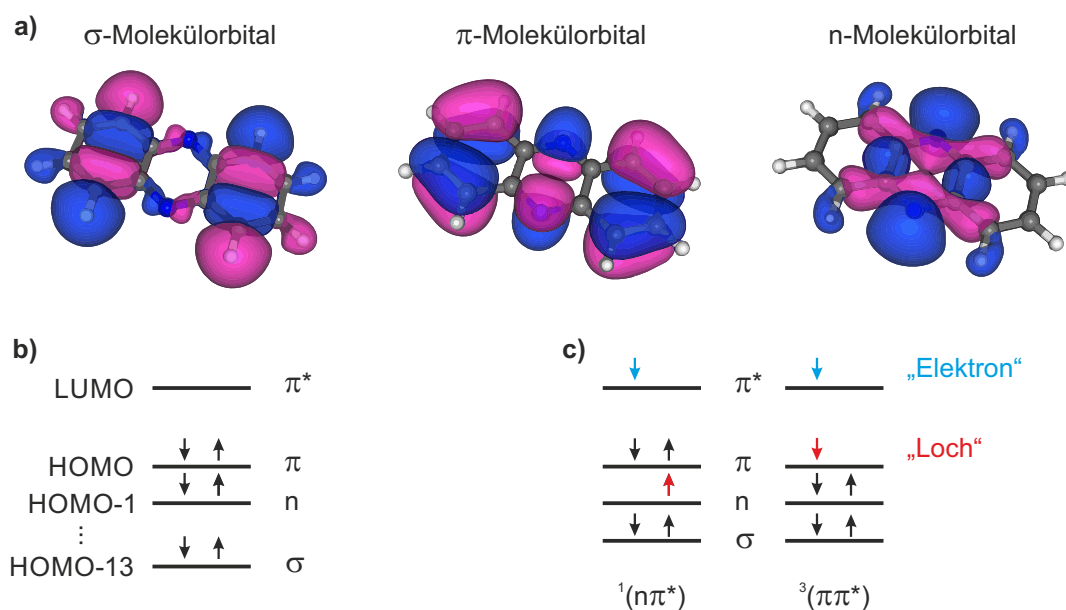 a)
σ-Molekülorbital
π-Molekülorbital
n-Molekülorbital
b)
LUMO π*
HOMO π
HOMO-1 n
⋮
HOMO-13 σ
c)
π* „Elektron“
π „Loch“
n
σ
¹(nπ*) ³(ππ*)